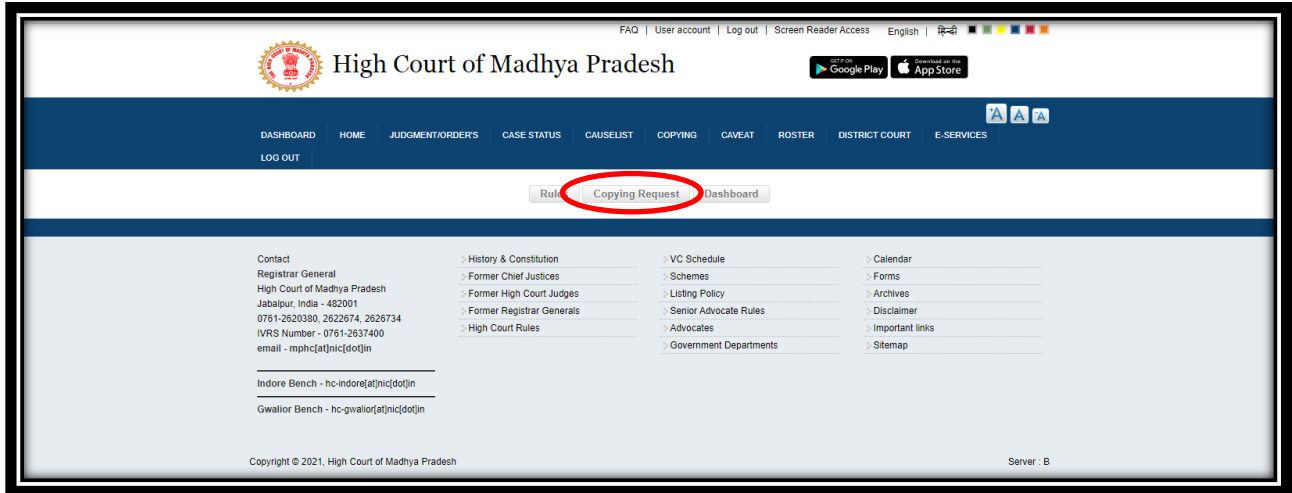 FAQ | User account | Log out | Screen Reader Access English | हिन्दी
High Court of Madhya Pradesh
GET IT ON
Google Play
Download on the
App Store
+A A -A
DASHBOARD HOME JUDGMENT/ORDER'S CASE STATUS CAUSELIST COPYING CAVEAT ROSTER DISTRICT COURT E-SERVICES
LOG OUT
Rules Copying Request Dashboard
Contact
Registrar General
High Court of Madhya Pradesh
Jabalpur, India - 482001
0761-2620380, 2622674, 2626734
IVRS Number - 0761-2637400
email - mphc[at]nic[dot]in
Indore Bench - hc-indore[at]nic[dot]in
Gwalior Bench - hc-gwalior[at]nic[dot]in
History & Constitution
Former Chief Justices
Former High Court Judges
Former Registrar Generals
High Court Rules
VC Schedule
Schemes
Listing Policy
Senior Advocate Rules
Advocates
Government Departments
Calendar
Forms
Archives
Disclaimer
Important links
Sitemap
Copyright © 2021, High Court of Madhya Pradesh
Server : B